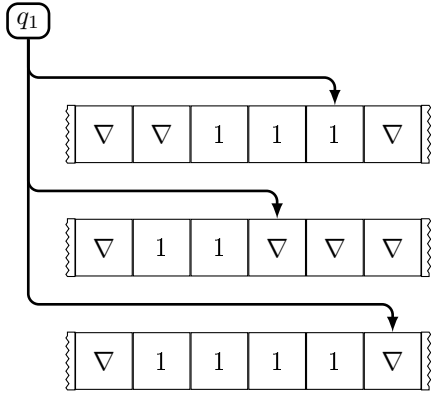 q₁
∇ ∇ 1 1 1 ∇
∇ 1 1 ∇ ∇ ∇
∇ 1 1 1 1 ∇